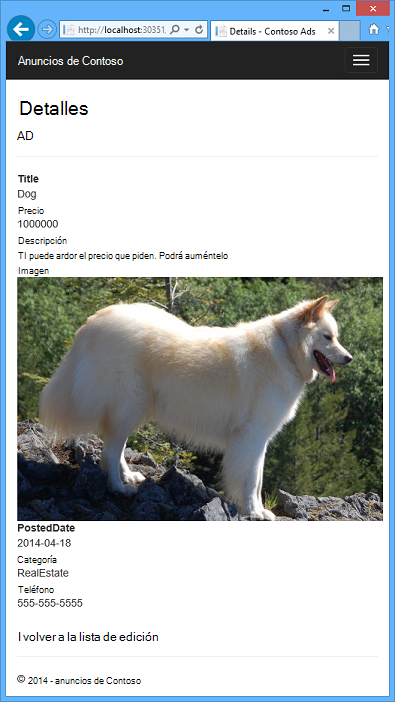 http://localhost:30351,
Details - Contoso Ads
Anuncios de Contoso
Detalles
AD
Title
Dog
Precio
1000000
Descripción
TI puede ardor el precio que piden. Podrá auméntelo
Imagen
PostedDate
2014-04-18
Categoría
RealEstate
Teléfono
555-555-5555
I volver a la lista de edición
© 2014 - anuncios de Contoso